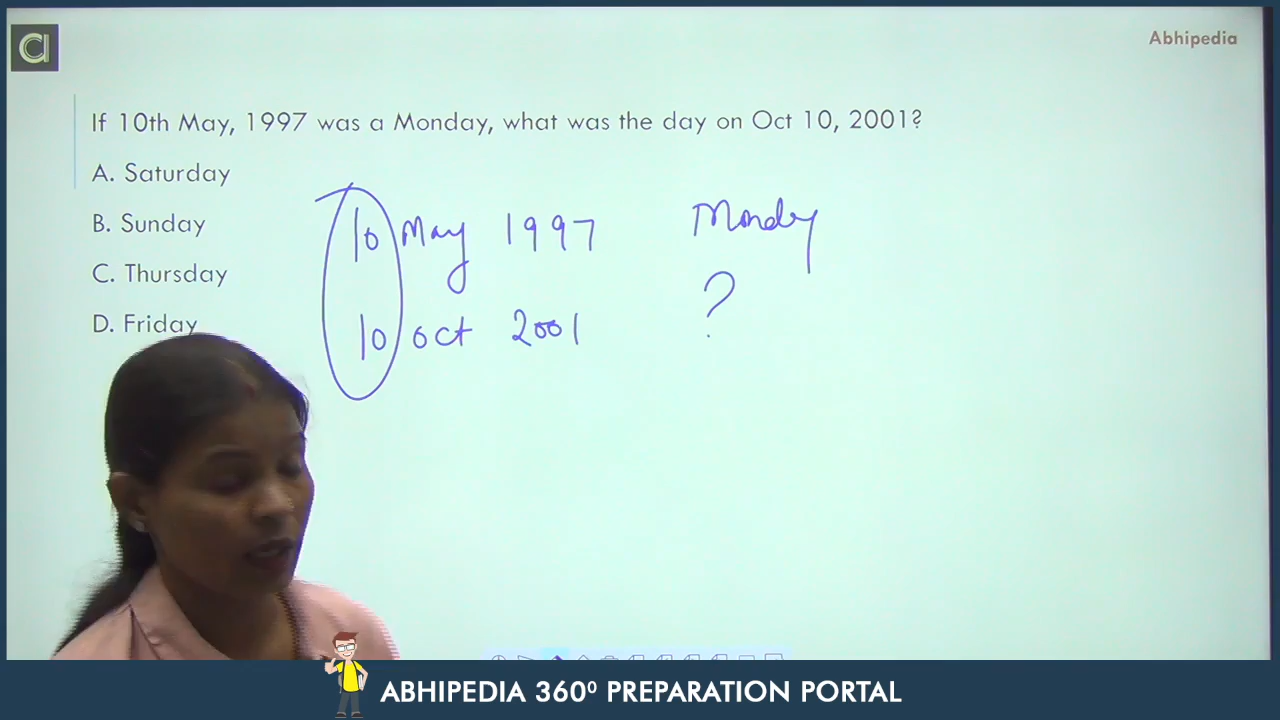 Abhipedia
If 10th May, 1997 was a Monday, what was the day on Oct 10, 2001?
A. Saturday
B. Sunday
C. Thursday
D. Friday
10 May 1997 Monday
10 Oct 2001 ?
ABHIPEDIA 360⁰ PREPARATION PORTAL